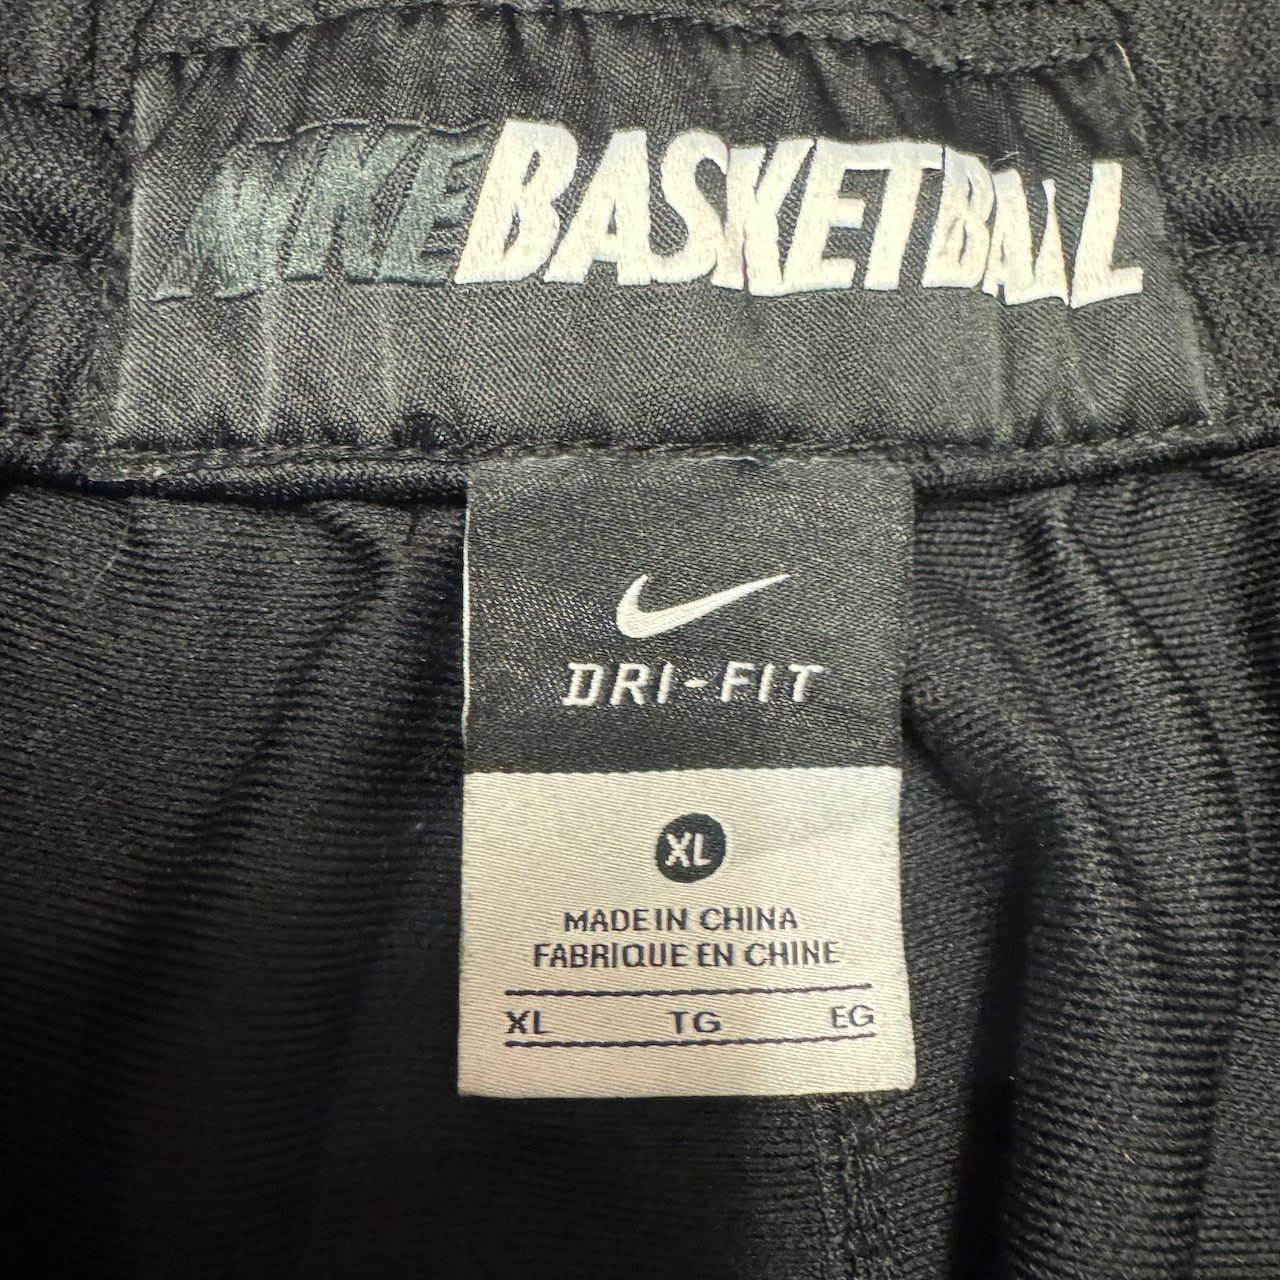 NIKE BASKETBALL
DRI-FIT
XL
MADE IN CHINA
FABRIQUE EN CHINE
XL TG EG